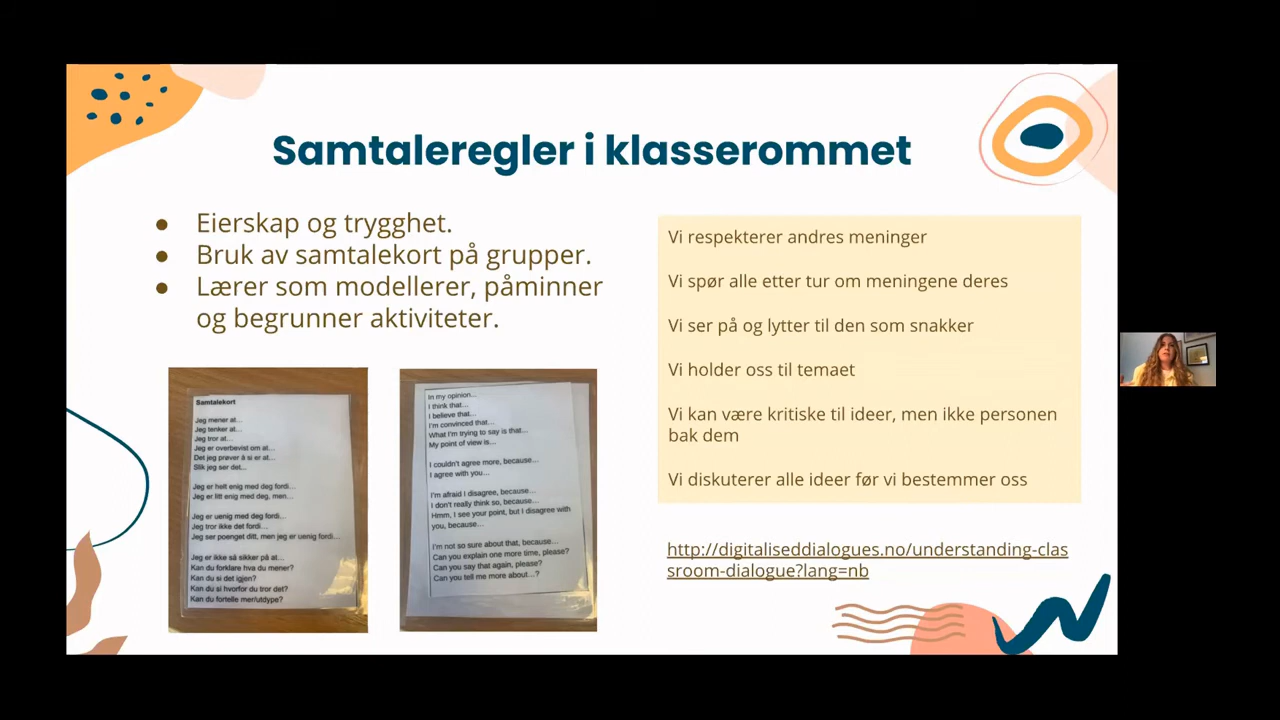 Samtaleregler i klasserommet
● Eierskap og trygghet.
● Bruk av samtalekort på grupper.
● Lærer som modellerer, påminner
og begrunner aktiviteter.
Samtalekort
Jeg mener at...
Jeg tenker at...
Jeg tror at...
Jeg er overbevist om at...
Det jeg prøver å si er at...
Slik jeg ser det...
Jeg er helt enig med deg fordi...
Jeg er litt enig med deg, men...
Jeg er uenig med deg fordi...
Jeg tror ikke det fordi...
Jeg ser poenget ditt, men jeg er uenig fordi...
Jeg er ikke så sikker på at...
Kan du forklare hva du mener?
Kan du si det igjen?
Kan du si hvorfor du tror det?
Kan du fortelle mer/utdype?
In my opinion...
I think that...
I believe that...
I'm convinced that...
What I'm trying to say is that...
My point of view is...
I couldn't agree more, because...
I agree with you...
I'm afraid I disagree, because...
I don't really think so, because...
Hmm, I see your point, but I disagree with
you, because...
I'm not so sure about that, because...
Can you explain one more time, please?
Can you say that again, please?
Can you tell me more about...?
Vi respekterer andres meninger
Vi spør alle etter tur om meningene deres
Vi ser på og lytter til den som snakker
Vi holder oss til temaet
Vi kan være kritiske til ideer, men ikke personen
bak dem
Vi diskuterer alle ideer før vi bestemmer oss
http://digitaliseddialogues.no/understanding-clas
sroom-dialogue?lang=nb